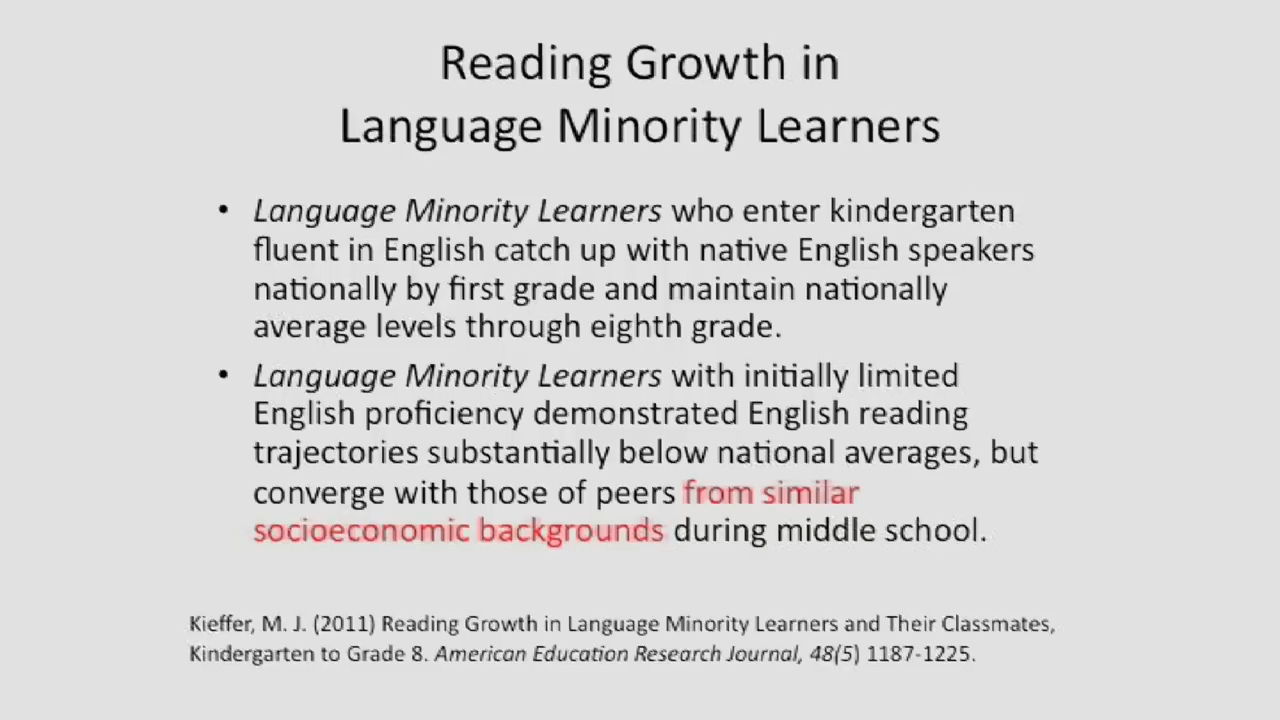 Reading Growth in
Language Minority Learners
• Language Minority Learners who enter kindergarten
fluent in English catch up with native English speakers
nationally by first grade and maintain nationally
average levels through eighth grade.
• Language Minority Learners with initially limited
English proficiency demonstrated English reading
trajectories substantially below national averages, but
converge with those of peers from similar
socioeconomic backgrounds during middle school.
Kieffer, M. J. (2011) Reading Growth in Language Minority Learners and Their Classmates,
Kindergarten to Grade 8. American Education Research Journal, 48(5) 1187-1225.